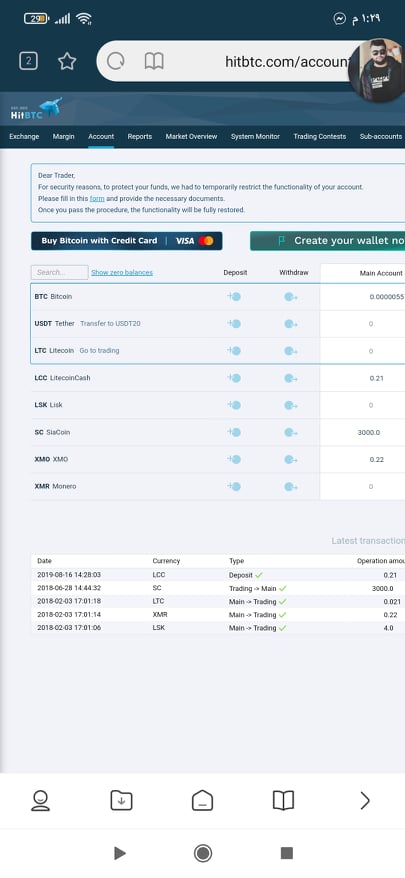 29
١:٢٩ م
2
hitbtc.com/accoun
HitBTC
Exchange Margin Account Reports Market Overview System Monitor Trading Contests Sub-accounts
Dear Trader,
For security reasons, to protect your funds, we had to temporarily restrict the functionality of your account.
Please fill in this form and provide the necessary documents.
Once you pass the procedure, the functionality will be fully restored.
Buy Bitcoin with Credit Card | VISA
Create your wallet no
Search... Show zero balances Deposit Withdraw Main Account
BTC Bitcoin 0.0000055
USDT Tether Transfer to USDT20 0
LTC Litecoin Go to trading 0
LCC LitecoinCash 0.21
LSK Lisk 0
SC SiaCoin 3000.0
XMO XMO 0.22
XMR Monero 0
Latest transaction
Date Currency Type Operation amou
2019-08-16 14:28:03 LCC Deposit 0.21
2018-06-28 14:44:32 SC Trading -> Main 3000.0
2018-02-03 17:01:18 LTC Main -> Trading 0.021
2018-02-03 17:01:14 XMR Main -> Trading 0.22
2018-02-03 17:01:06 LSK Main -> Trading 4.0